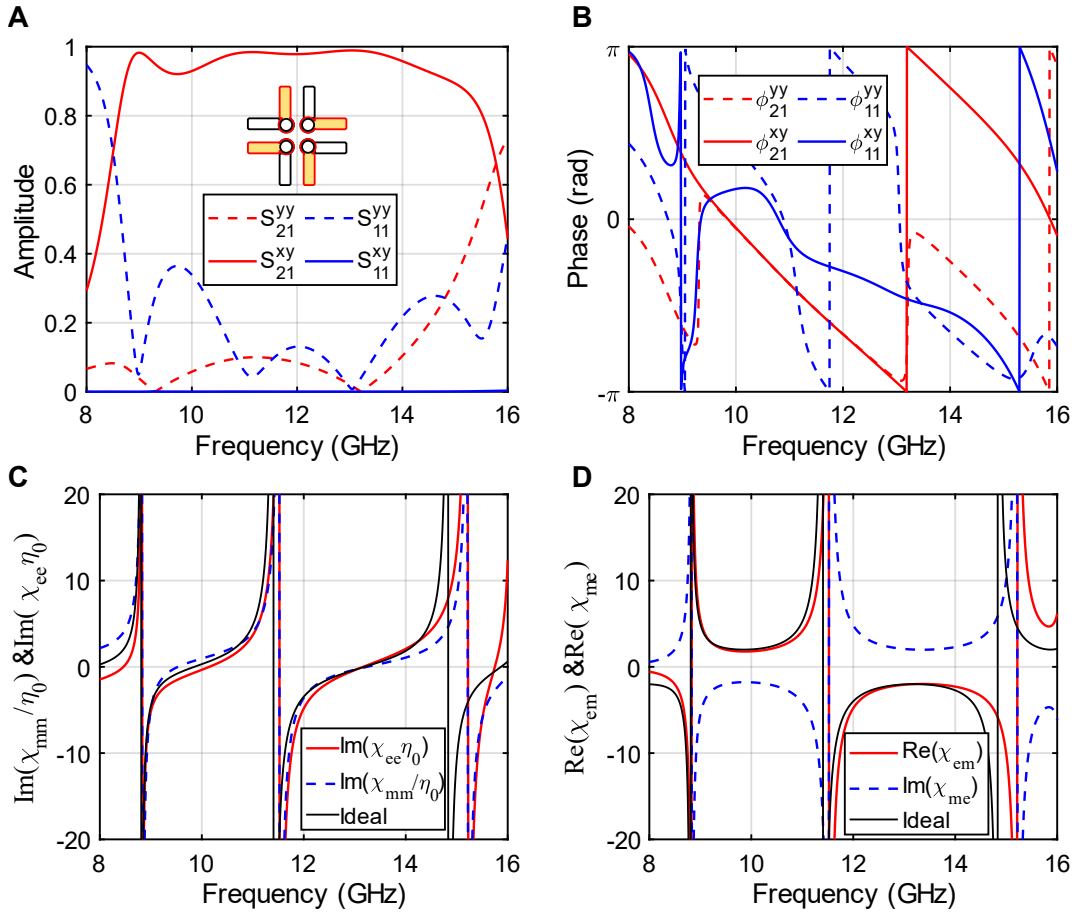 A
Amplitude
1
0.8
0.6
0.4
0.2
0
S21yy S11yy
S21xy S11xy
8 10 12 14 16
Frequency (GHz)
B
Phase (rad)
π
0
-π
ϕ21yy ϕ11yy
ϕ21xy ϕ11xy
8 10 12 14 16
Frequency (GHz)
C
Im(χmm/η0) &Im( χee η0)
20
10
0
-10
-20
Im(χeeη0)
Im(χmm/η0)
Ideal
8 10 12 14 16
Frequency (GHz)
D
Re(χem) &Re( χme)
20
10
0
-10
-20
Re(χem)
Im(χme)
Ideal
8 10 12 14 16
Frequency (GHz)